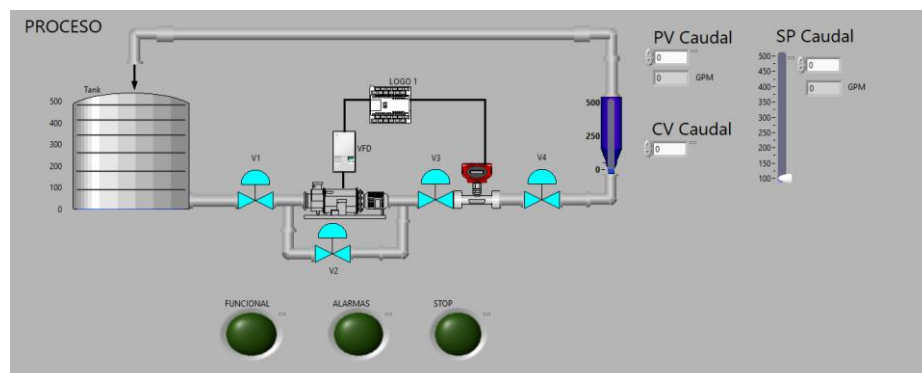 PROCESO
PV Caudal
SP Caudal
0
0
GPM
500
450
400
350
300
250
200
150
100
0
0
GPM
CV Caudal
0
LOGO 1
Tank
500
400
300
200
100
0
VFD
500
250
0
V1
V3
V4
V2
FUNCIONAL
ALARMAS
STOP